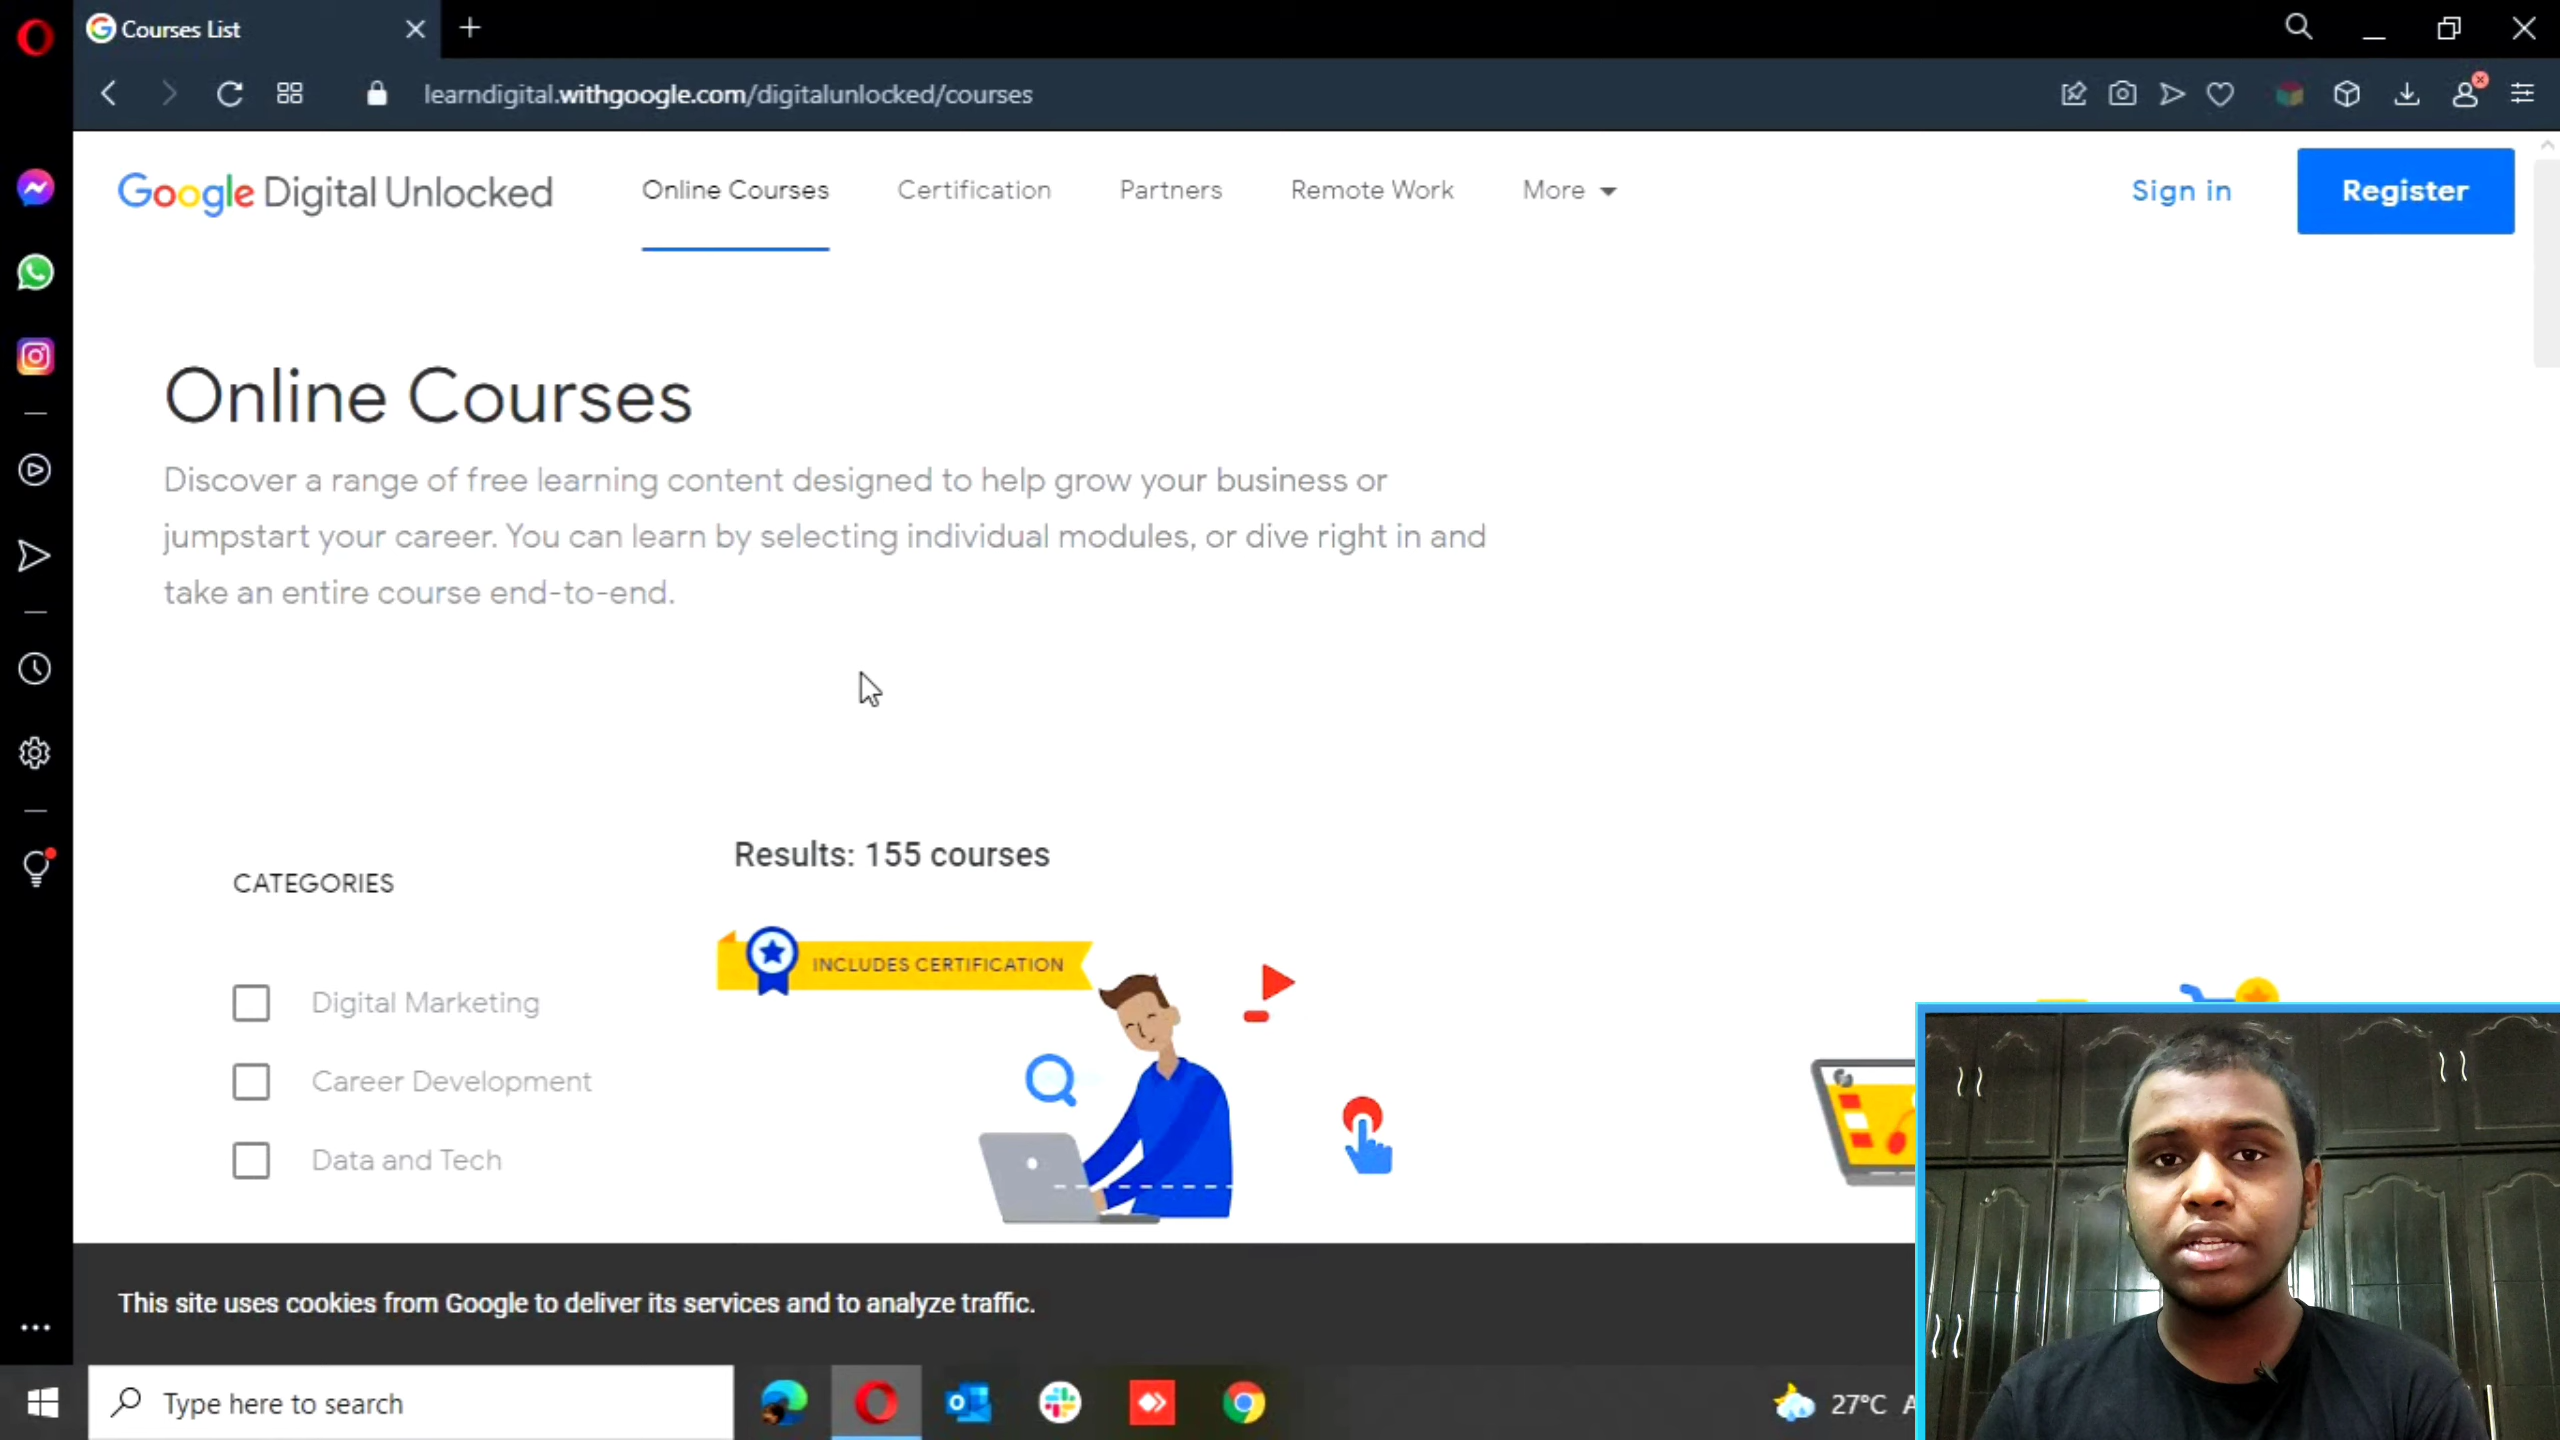 Courses List
learndigital.withgoogle.com/digitalunlocked/courses
Google Digital Unlocked
Online Courses
Certification
Partners
Remote Work
More
Sign in
Register
Online Courses
Discover a range of free learning content designed to help grow your business or
jumpstart your career. You can learn by selecting individual modules, or dive right in and
take an entire course end-to-end.
Results: 155 courses
CATEGORIES
INCLUDES CERTIFICATION
Digital Marketing
Career Development
Data and Tech
This site uses cookies from Google to deliver its services and to analyze traffic.
Type here to search
27°C